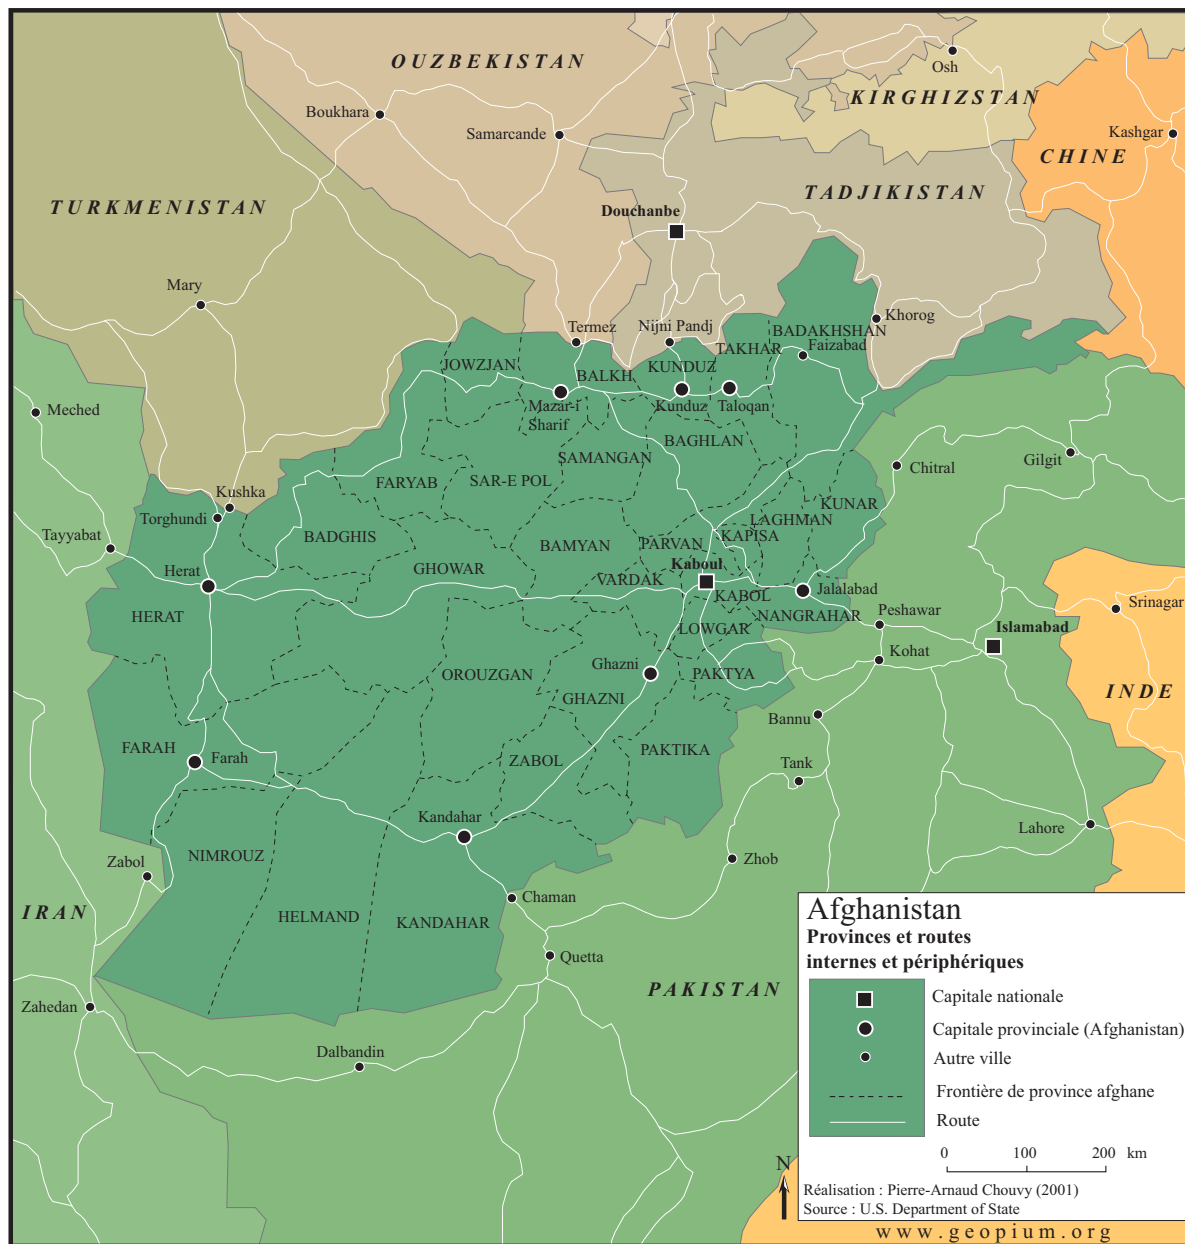 OUZBEKISTAN
Osh
KIRGHIZSTAN
Boukhara
Samarcande
Kashgar
CHINE
TURKMENISTAN
TADJIKISTAN
Douchanbe
Mary
Khorog
Termez
Nijni Pandj
BADAKHSHAN
TAKHAR
Faizabad
JOWZJAN
BALKH
KUNDUZ
Meched
Mazar-i
Sharif
Kunduz
Taloqan
BAGHLAN
SAMANGAN
Chitral
Gilgit
FARYAB
SAR-E POL
Kushka
KUNAR
Torghundi
LAGHMAN
Tayyabat
BADGHIS
KAPISA
BAMYAN
PARVAN
Herat
GHOWAR
VARDAK
Kaboul
KABOL
Jalalabad
HERAT
NANGRAHAR
Peshawar
Srinagar
LOWGAR
Islamabad
Kohat
Ghazni
OROUZGAN
PAKTYA
GHAZNI
INDE
Bannu
FARAH
Farah
ZABOL
PAKTIKA
Tank
Kandahar
Lahore
NIMROUZ
Zabol
Zhob
Chaman
IRAN
HELMAND
KANDAHAR
Quetta
PAKISTAN
Zahedan
Dalbandin
Afghanistan
Provinces et routes
internes et périphériques
Capitale nationale
Capitale provinciale (Afghanistan)
Autre ville
Frontière de province afghane
Route
0 100 200 km
N
Réalisation : Pierre-Arnaud Chouvy (2001)
Source : U.S. Department of State
www.geopium.org